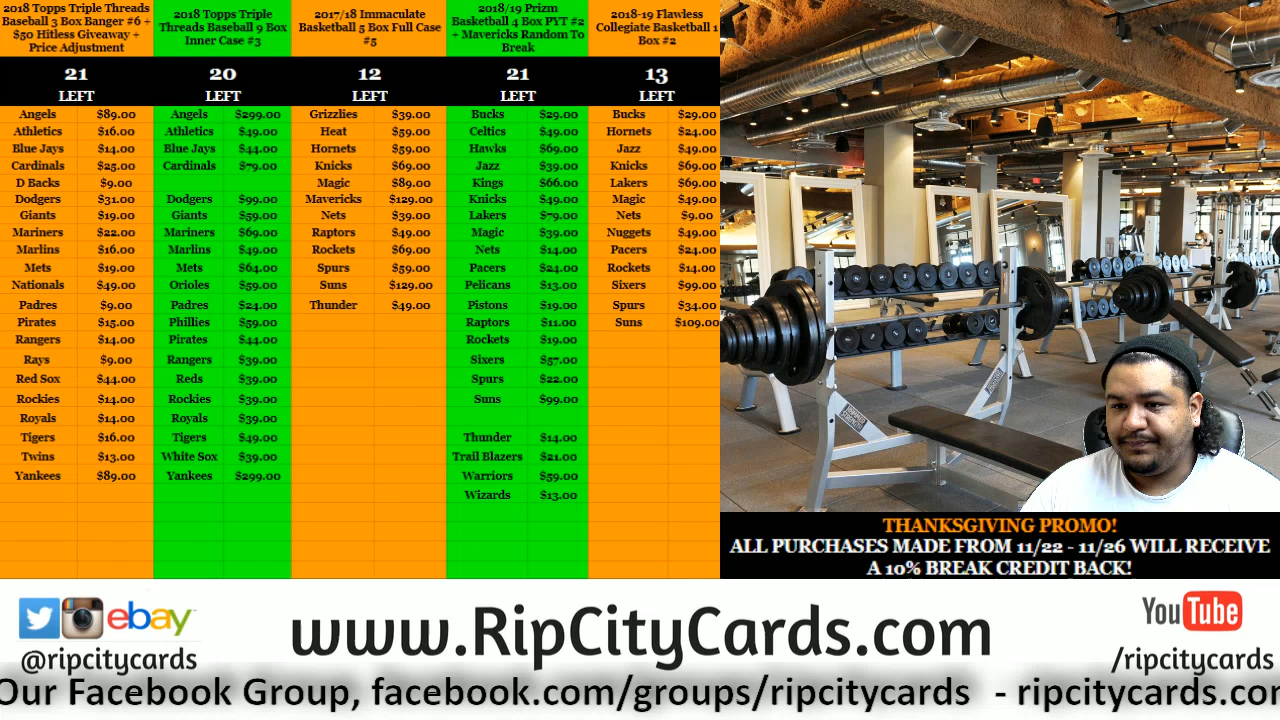 2018 Topps Triple Threads
Baseball 3 Box Banger #6 +
$50 Hitless Giveaway +
Price Adjustment
21
LEFT
Angels $89.00
Athletics $16.00
Blue Jays $14.00
Cardinals $25.00
D Backs $9.00
Dodgers $31.00
Giants $19.00
Mariners $22.00
Marlins $16.00
Mets $19.00
Nationals $49.00
Padres $9.00
Pirates $15.00
Rangers $14.00
Rays $9.00
Red Sox $44.00
Rockies $14.00
Royals $14.00
Tigers $16.00
Twins $13.00
Yankees $89.00
2018 Topps Triple
Threads Baseball 9 Box
Inner Case #3
20
LEFT
Angels $299.00
Athletics $49.00
Blue Jays $44.00
Cardinals $79.00
Dodgers $99.00
Giants $59.00
Mariners $69.00
Marlins $49.00
Mets $64.00
Orioles $59.00
Padres $24.00
Phillies $59.00
Pirates $44.00
Rangers $39.00
Reds $39.00
Rockies $39.00
Royals $39.00
Tigers $49.00
White Sox $39.00
Yankees $299.00
2017/18 Immaculate
Basketball 5 Box Full Case
#5
12
LEFT
Grizzlies $39.00
Heat $59.00
Hornets $59.00
Knicks $69.00
Magic $89.00
Mavericks $129.00
Nets $39.00
Raptors $49.00
Rockets $69.00
Spurs $59.00
Suns $129.00
Thunder $49.00
2018/19 Prizm
Basketball 4 Box PYT #2
+ Mavericks Random To
Break
21
LEFT
Bucks $29.00
Celtics $49.00
Hawks $69.00
Jazz $39.00
Kings $66.00
Knicks $49.00
Lakers $79.00
Magic $39.00
Nets $14.00
Pacers $24.00
Pelicans $13.00
Pistons $19.00
Raptors $11.00
Rockets $19.00
Sixers $57.00
Spurs $22.00
Suns $99.00
Thunder $14.00
Trail Blazers $21.00
Warriors $59.00
Wizards $13.00
2018-19 Flawless
Collegiate Basketball 1
Box #2
13
LEFT
Bucks $29.00
Hornets $24.00
Jazz $49.00
Knicks $69.00
Lakers $69.00
Magic $49.00
Nets $9.00
Nuggets $49.00
Pacers $24.00
Rockets $14.00
Sixers $99.00
Spurs $34.00
Suns $109.00
THANKSGIVING PROMO!
ALL PURCHASES MADE FROM 11/22 - 11/26 WILL RECEIVE
A 10% BREAK CREDIT BACK!
ebay
@ripcitycards
www.RipCityCards.com
YouTube
/ripcitycards
Our Facebook Group, facebook.com/groups/ripcitycards - ripcitycards.com